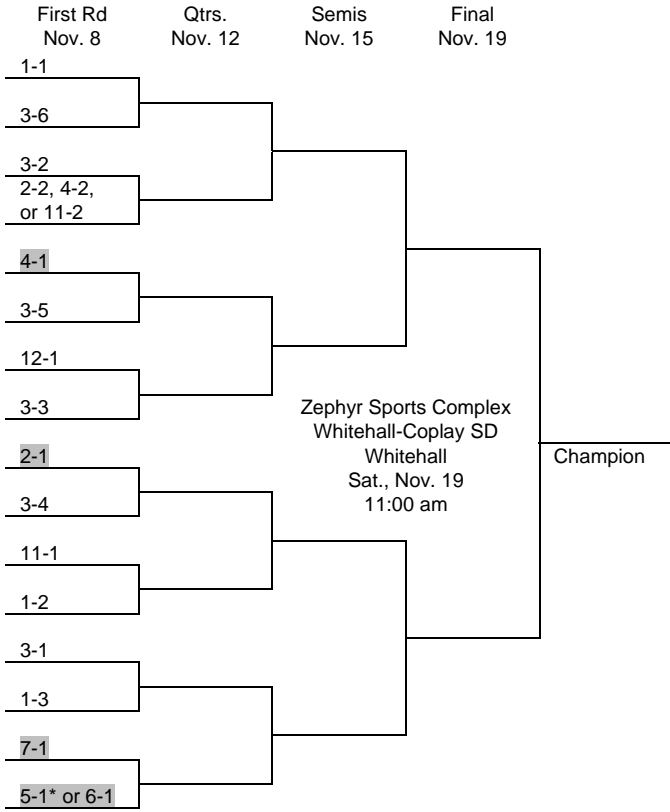 First Rd Qtrs. Semis Final
Nov. 8 Nov. 12 Nov. 15 Nov. 19
1-1
3-6
3-2
2-2, 4-2,
or 11-2
4-1
3-5
12-1
3-3
Zephyr Sports Complex
Whitehall-Coplay SD
Whitehall
Sat., Nov. 19
11:00 am
Champion
2-1
3-4
11-1
1-2
3-1
1-3
7-1
5-1* or 6-1